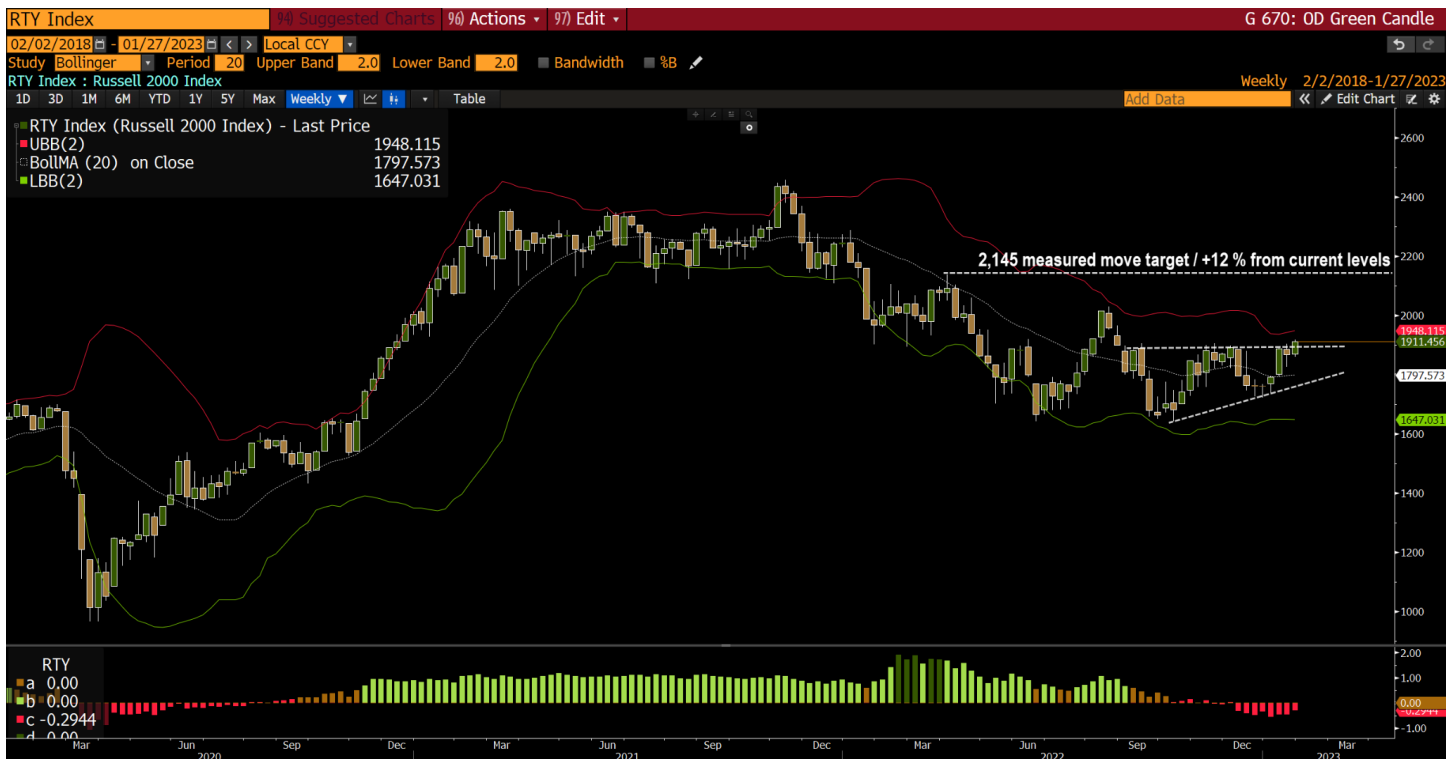 RTY Index 94) Suggested Charts 96) Actions 97) Edit G 670: OD Green Candle
02/02/2018 - 01/27/2023 Local CCY
Study Bollinger Period 20 Upper Band 2.0 Lower Band 2.0 Bandwidth %B
RTY Index : Russell 2000 Index Weekly 2/2/2018-1/27/2023
1D 3D 1M 6M YTD 1Y 5Y Max Weekly ▼ Table Add Data « Edit Chart
RTY Index (Russell 2000 Index) - Last Price
UBB(2) 1948.115
BollMA (20) on Close 1797.573
LBB(2) 1647.031
2600
2400
2200
2,145 measured move target / +12 % from current levels
2000
1948.115
1911.456
1797.573
1647.031
1600
1400
1200
1000
RTY
a 0.00
b 0.00
c -0.2944
d 0.00
2.00
1.00
0.00
-0.2944
-1.00
Mar Jun Sep Dec Mar Jun Sep Dec Mar Jun Sep Dec Mar
2020 2021 2022 2023